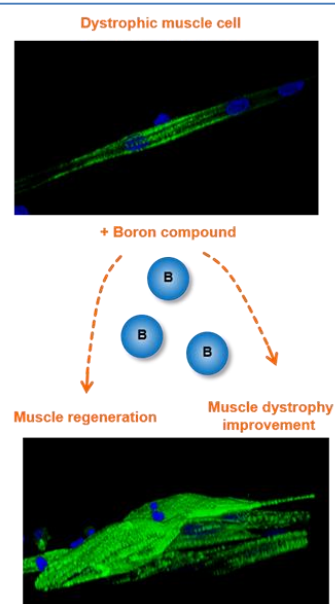 Dystrophic muscle cell
+ Boron compound
B
B
B
Muscle regeneration
Muscle dystrophy
improvement